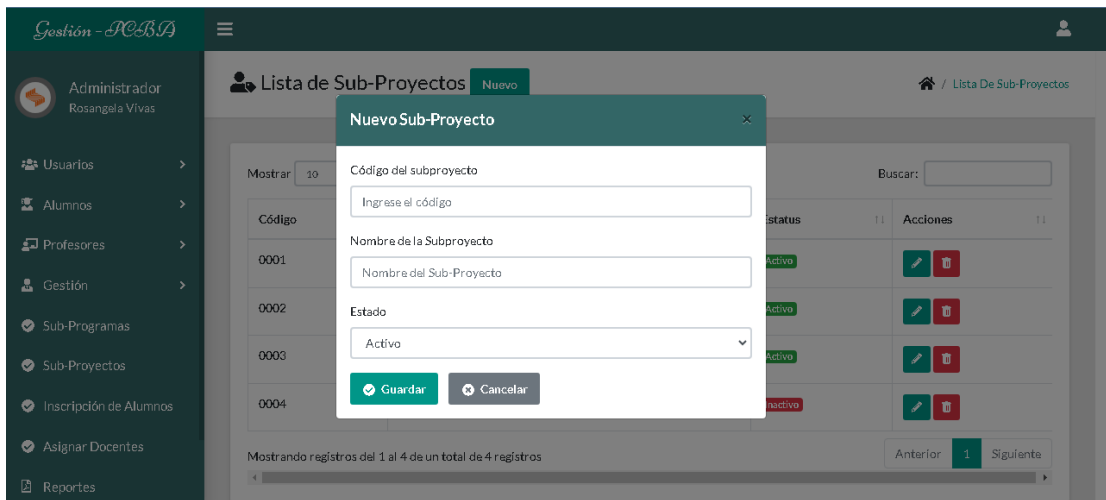 Gestión - PCBA
Administrador
Rosangela Vivas
Usuarios
Alumnos
Profesores
Gestión
Sub-Programas
Sub-Proyectos
Inscripción de Alumnos
Asignar Docentes
Reportes
Lista de Sub-Proyectos Nuevo
/ Lista De Sub-Proyectos
Nuevo Sub-Proyecto ×
Código del subproyecto
Ingrese el código
Nombre de la Subproyecto
Nombre del Sub-Proyecto
Estado
Activo
Guardar Cancelar
Mostrar 10 Buscar:
Código Estatus Acciones
0001 Activo
0002 Activo
0003 Activo
0004 Inactivo
Mostrando registros del 1 al 4 de un total de 4 registros
Anterior 1 Siguiente